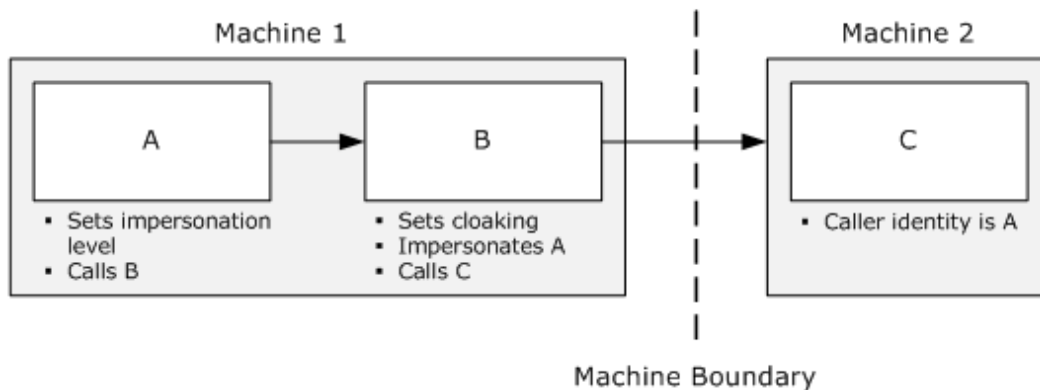 Machine 1
Machine 2
A
B
C
▪ Sets impersonation
level
▪ Calls B
▪ Sets cloaking
▪ Impersonates A
▪ Calls C
▪ Caller identity is A
Machine Boundary